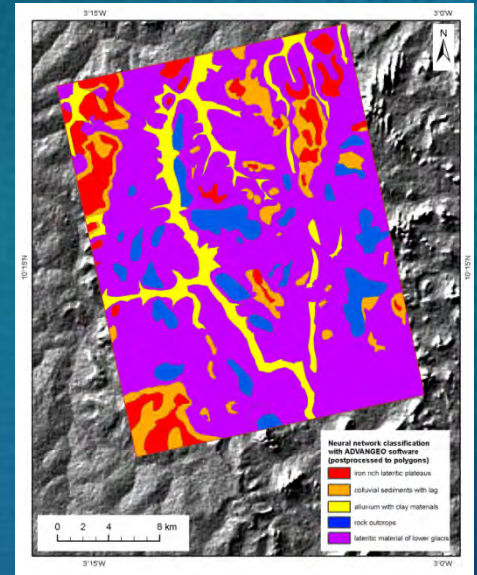 3°15'W
3°0'W
N
10°15'N
10°15'N
Neural network classification
with ADVANGEO software
(postprocessed to polygons)
iron rich lateritic plateaus
colluvial sediments with lag
alluvium with clay materials
rock outcrops
lateritic material of lower glacis
0 2 4 8 km
3°15'W
3°0'W